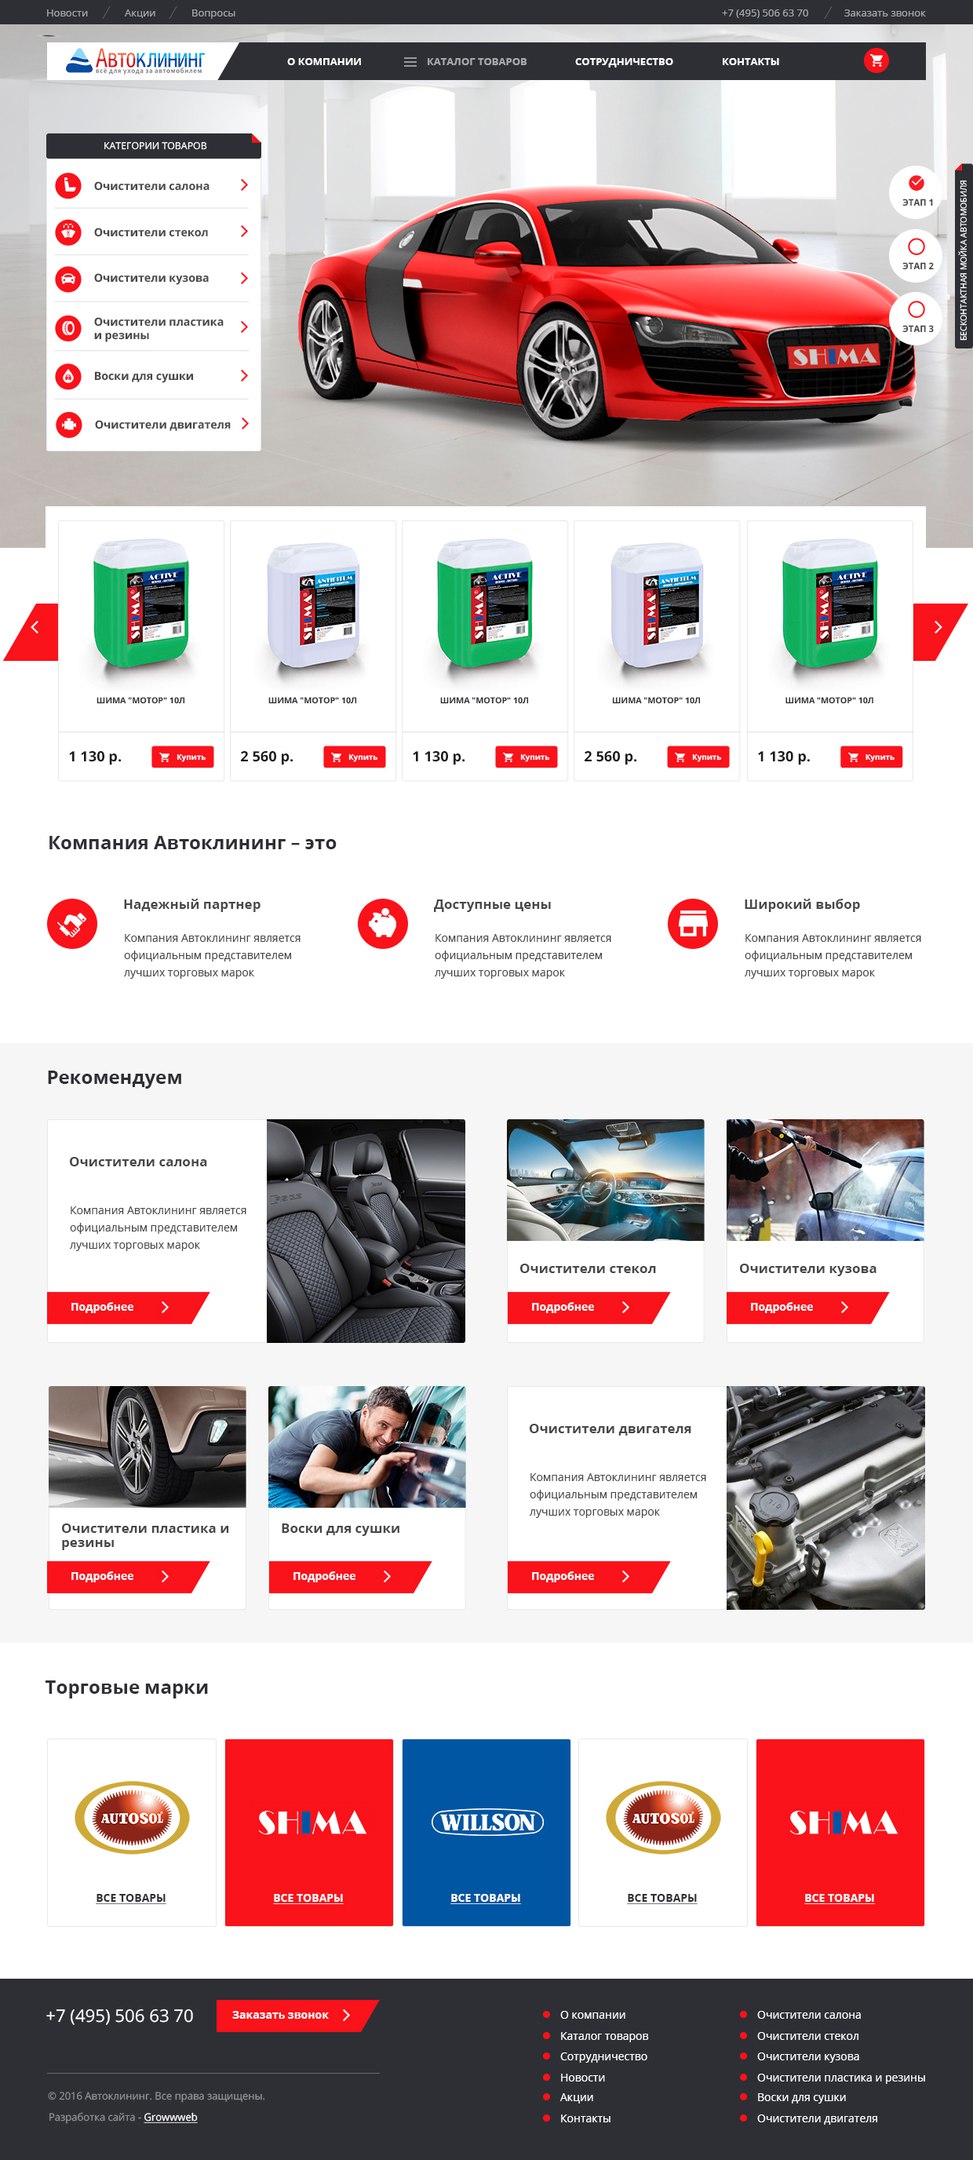 Новости
Акции
Вопросы
+7 (495) 506 63 70
Заказать звонок
АВТОКЛИНИНГ
все для ухода за автомобилем
О КОМПАНИИ
КАТАЛОГ ТОВАРОВ
СОТРУДНИЧЕСТВО
КОНТАКТЫ
КАТЕГОРИИ ТОВАРОВ
Очистители салона
Очистители стекол
Очистители кузова
Очистители пластика
и резины
Воски для сушки
Очистители двигателя
SHIMA
ЭТАП 1
ЭТАП 2
ЭТАП 3
БЕСКОНТАКТНАЯ МОЙКА АВТОМОБИЛЯ
ACTIVE
SHIMA
ШИМА "МОТОР" 10Л
1 130 р.
Купить
ANTIBITUM
SHIMA
ШИМА "МОТОР" 10Л
2 560 р.
Купить
ACTIVE
SHIMA
ШИМА "МОТОР" 10Л
1 130 р.
Купить
ANTIBITUM
SHIMA
ШИМА "МОТОР" 10Л
2 560 р.
Купить
ACTIVE
SHIMA
ШИМА "МОТОР" 10Л
1 130 р.
Купить
Компания Автоклининг – это
Надежный партнер
Компания Автоклининг является
официальным представителем
лучших торговых марок
Доступные цены
Компания Автоклининг является
официальным представителем
лучших торговых марок
Широкий выбор
Компания Автоклининг является
официальным представителем
лучших торговых марок
Рекомендуем
Очистители салона
Компания Автоклининг является
официальным представителем
лучших торговых марок
Подробнее
Очистители стекол
Подробнее
Очистители кузова
Подробнее
Очистители пластика и
резины
Подробнее
Воски для сушки
Подробнее
Очистители двигателя
Компания Автоклининг является
официальным представителем
лучших торговых марок
Подробнее
Торговые марки
AUTOSOL
ВСЕ ТОВАРЫ
SHIMA
ВСЕ ТОВАРЫ
WILLSON
ВСЕ ТОВАРЫ
AUTOSOL
ВСЕ ТОВАРЫ
SHIMA
ВСЕ ТОВАРЫ
+7 (495) 506 63 70
Заказать звонок
© 2016 Автоклининг. Все права защищены.
Разработка сайта - Growwweb
О компании
Каталог товаров
Сотрудничество
Новости
Акции
Контакты
Очистители салона
Очистители стекол
Очистители кузова
Очистители пластика и резины
Воски для сушки
Очистители двигателя